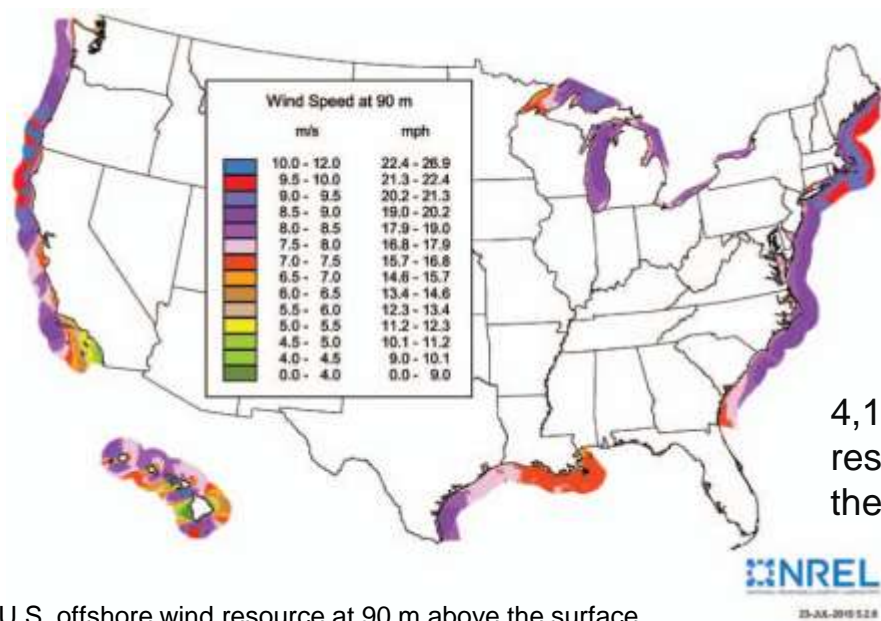 Wind Speed at 90 m
m/s mph
10.0 - 12.0 22.4 - 26.9
9.5 - 10.0 21.3 - 22.4
9.0 - 9.5 20.2 - 21.3
8.5 - 9.0 19.0 - 20.2
8.0 - 8.5 17.9 - 19.0
7.5 - 8.0 16.8 - 17.9
7.0 - 7.5 15.7 - 16.8
6.5 - 7.0 14.6 - 15.7
6.0 - 6.5 13.4 - 14.6
5.5 - 6.0 12.3 - 13.4
5.0 - 5.5 11.2 - 12.3
4.5 - 5.0 10.1 - 11.2
4.0 - 4.5 9.0 - 10.1
0.0 - 4.0 0.0 - 9.0
4,1
res
the
NREL
U.S. offshore wind resource at 90 m above the surface